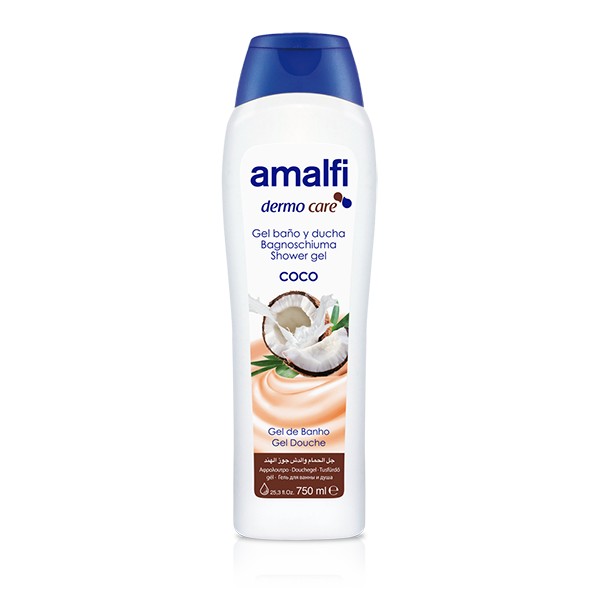 amalfi
dermo care
Gel baño y ducha
Bagnoschiuma
Shower gel
COCO
Gel de Banho
Gel Douche
جل الحمام والدش جوز الهند
Αφρόλουτρο · Douchegel · Tusfürdő
gél · Гель для ванны и душа
25,3 fl.Oz. 750 ml ℮